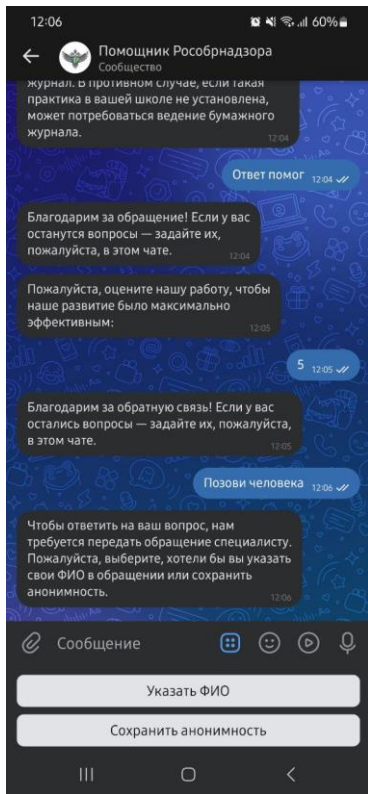 12:06
60%
Помощник Рособрнадзора
Сообщество
журнал. В противном случае, если такая
практика в вашей школе не установлена,
может потребоваться ведение бумажного
журнала.
12:04
Ответ помог
12:04
Благодарим за обращение! Если у вас
останутся вопросы — задайте их,
пожалуйста, в этом чате.
12:04
Пожалуйста, оцените нашу работу, чтобы
наше развитие было максимально
эффективным:
12:05
5
12:05
Благодарим за обратную связь! Если у вас
остались вопросы — задайте их, пожалуйста,
в этом чате.
12:05
Позови человека
12:06
Чтобы ответить на ваш вопрос, нам
требуется передать обращение специалисту.
Пожалуйста, выберите, хотели бы вы указать
свои ФИО в обращении или сохранить
анонимность.
12:06
Сообщение
Указать ФИО
Сохранить анонимность